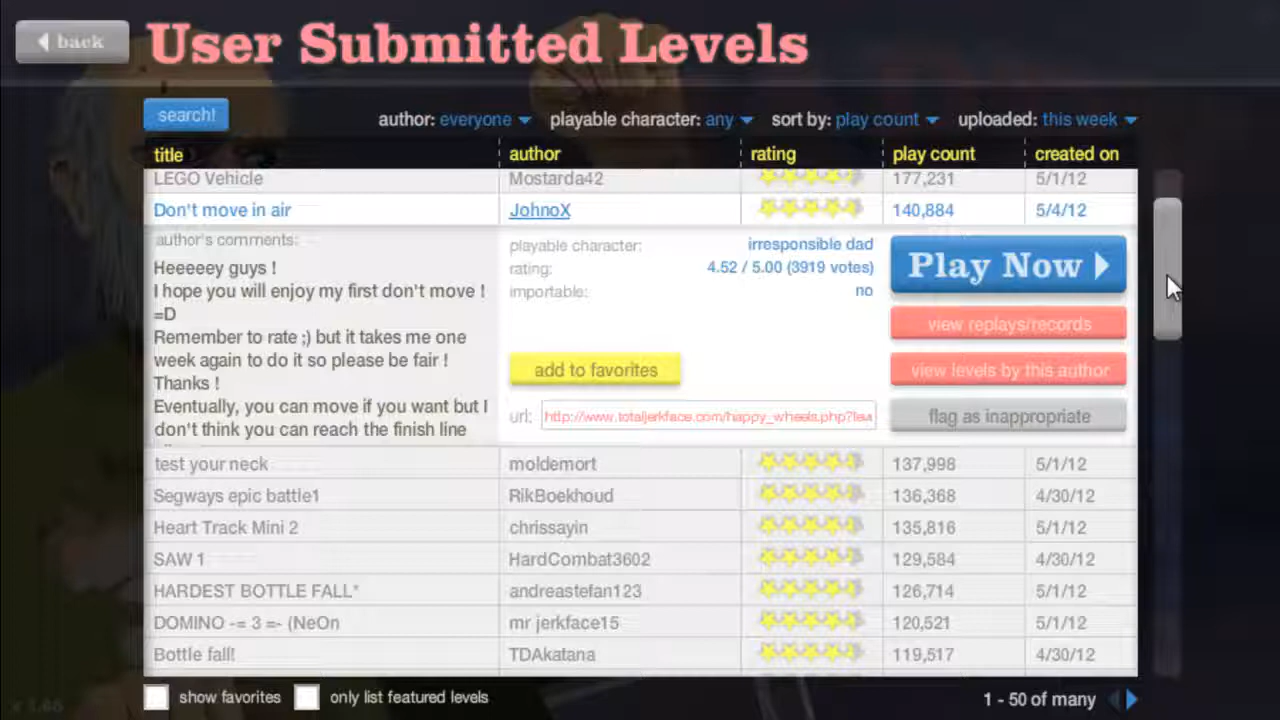 back
User Submitted Levels
search!
author: everyone
playable character: any
sort by: play count
uploaded: this week
title
author
rating
play count
created on
LEGO Vehicle Mostarda42 177,231 5/1/12
Don't move in air JohnoX 140,884 5/4/12
author's comments:
Heeeeey guys !
I hope you will enjoy my first don't move !
=D
Remember to rate ;) but it takes me one
week again to do it so please be fair !
Thanks !
Eventually, you can move if you want but I
don't think you can reach the finish line
playable character: irresponsible dad
rating: 4.52 / 5.00 (3919 votes)
importable: no
add to favorites
url: http://www.totaljerkface.com/happy_wheels.php?
Play Now
view replays/records
view levels by this author
flag as inappropriate
test your neck moldemort 137,998 5/1/12
Segways epic battle1 RikBoekhoud 136,368 4/30/12
Heart Track Mini 2 chrissayin 135,816 5/1/12
SAW 1 HardCombat3602 129,584 4/30/12
HARDEST BOTTLE FALL* andreastefan123 126,714 5/1/12
DOMINO -= 3 =- (NeOn mr jerkface15 120,521 5/1/12
Bottle fall! TDAkatana 119,517 4/30/12
show favorites
only list featured levels
1 - 50 of many